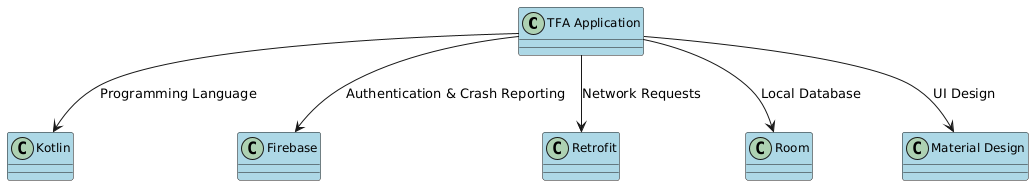 C TFA Application
Programming Language
Authentication & Crash Reporting
Network Requests
Local Database
UI Design
C Kotlin
C Firebase
C Retrofit
C Room
C Material Design